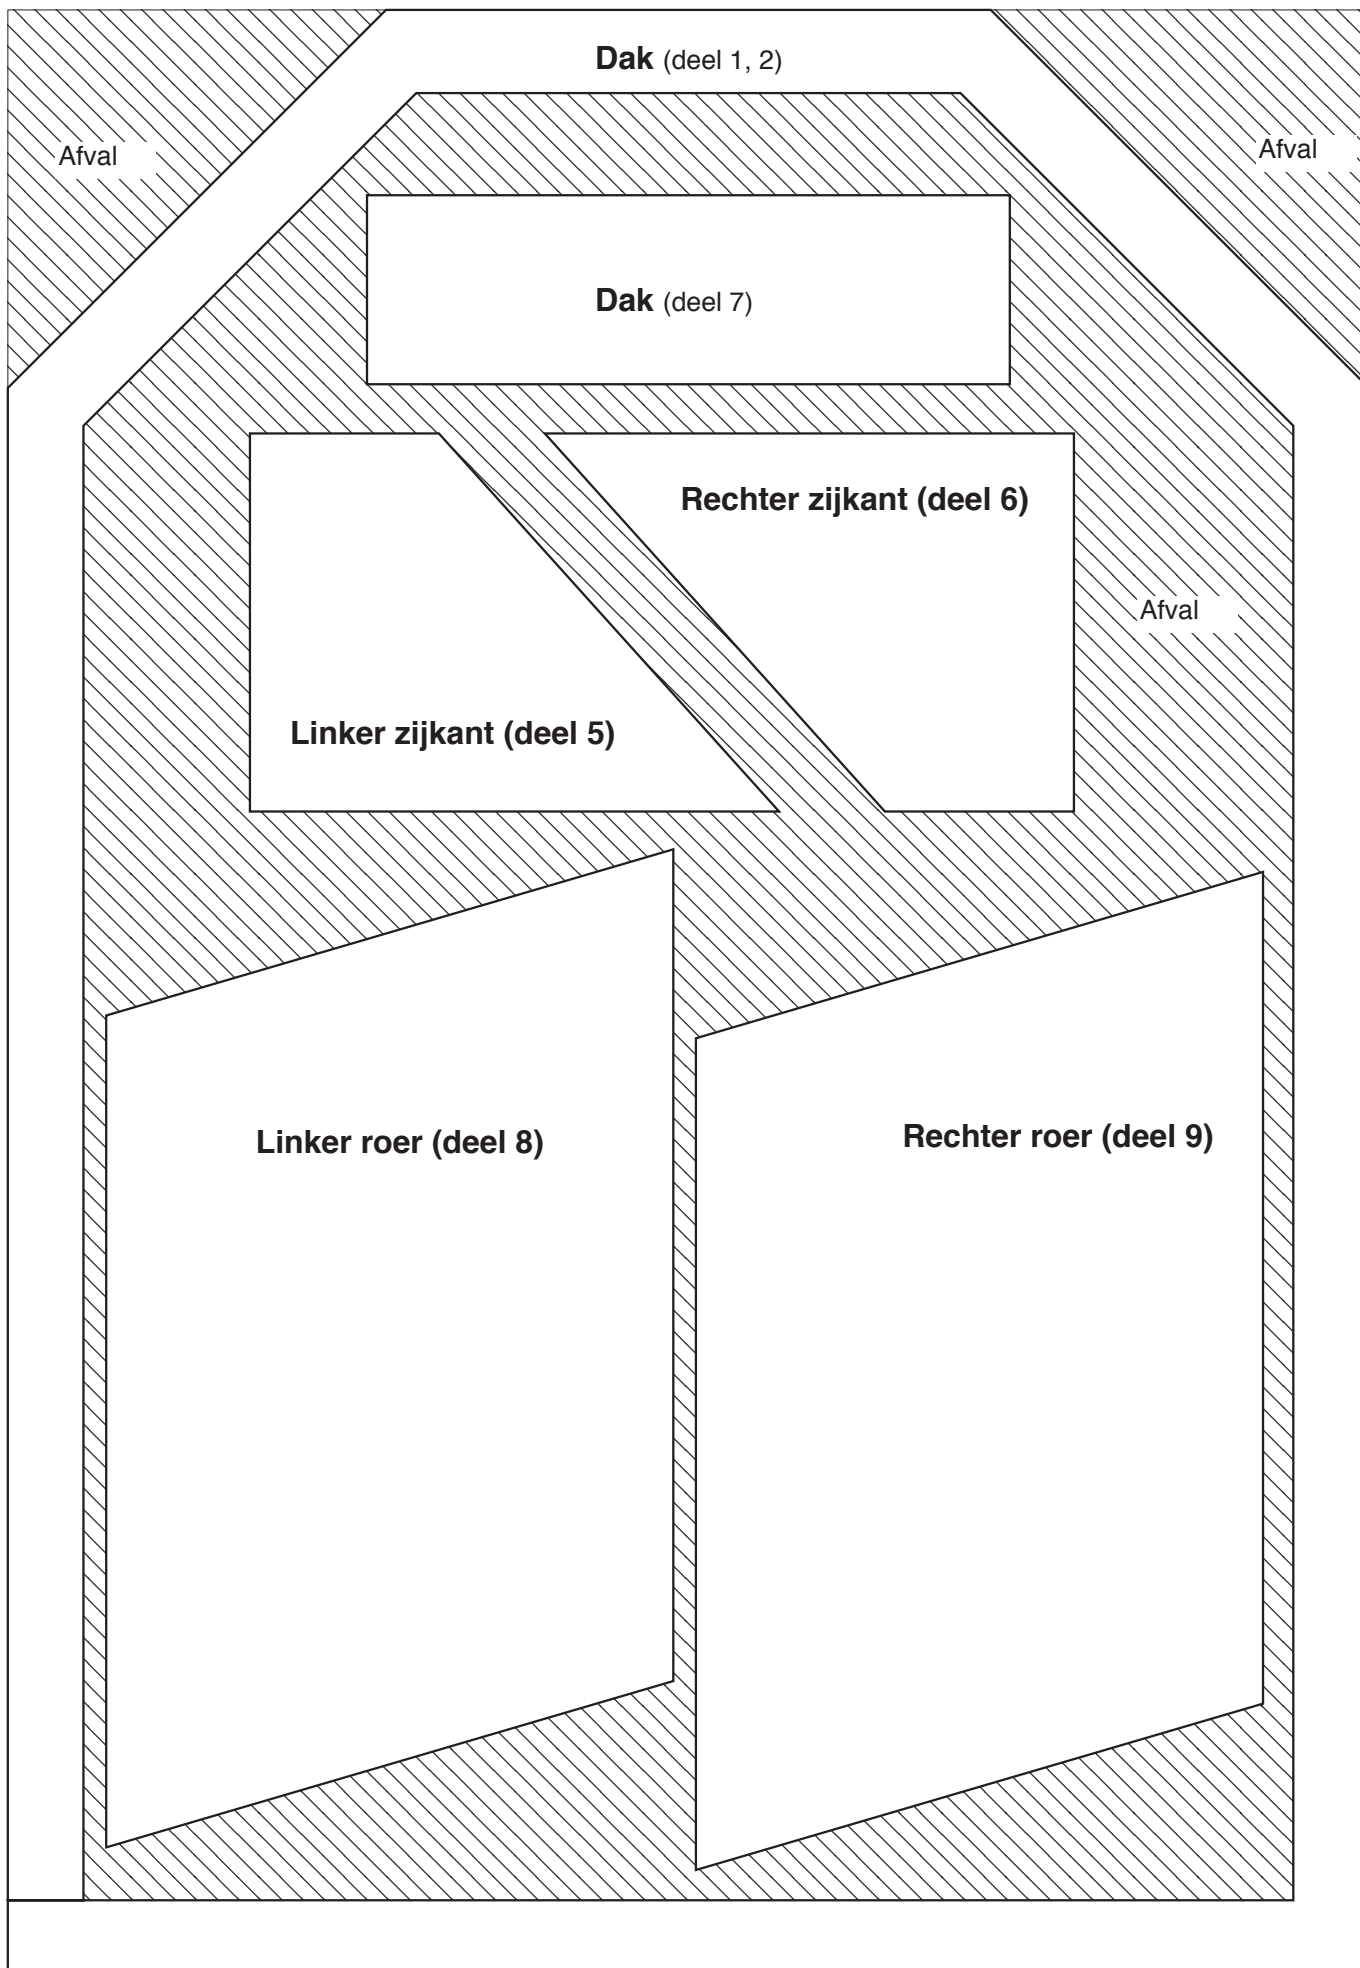 Dak (deel 1, 2)
Afval
Afval
Dak (deel 7)
Rechter zijkant (deel 6)
Afval
Linker zijkant (deel 5)
Linker roer (deel 8)
Rechter roer (deel 9)